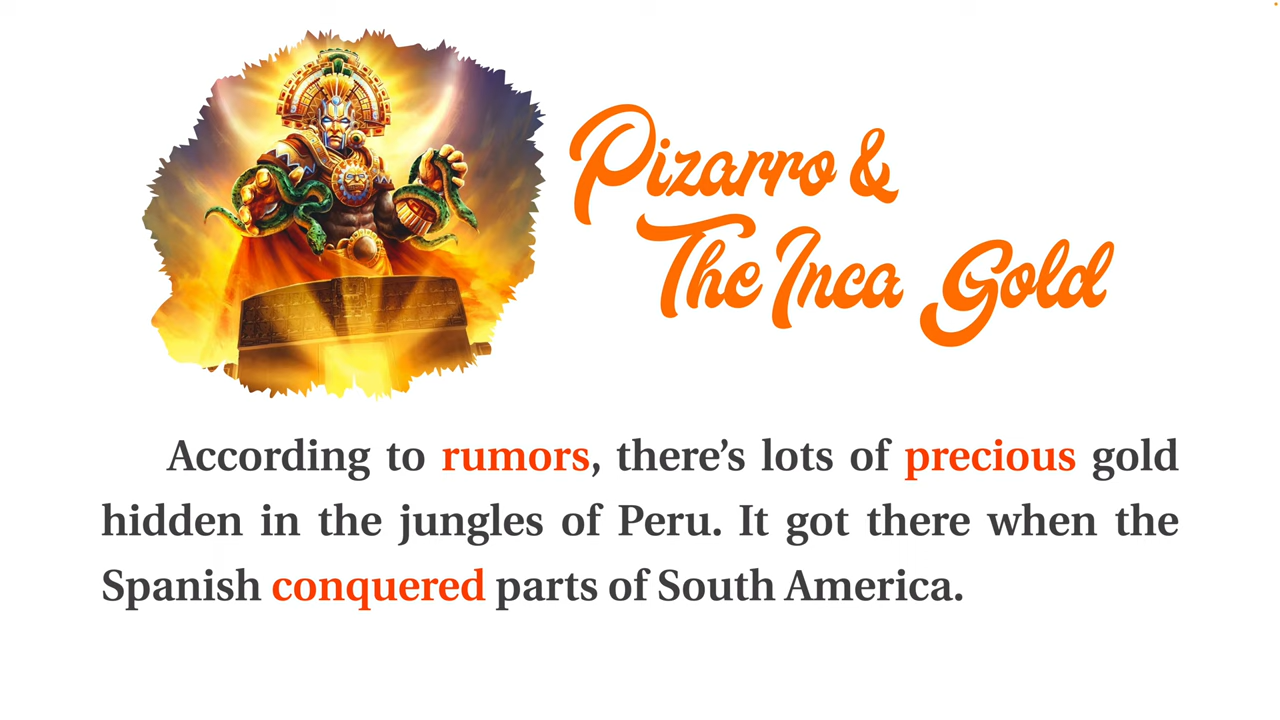 Pizarro &
The Inca Gold
According to rumors, there’s lots of precious gold
hidden in the jungles of Peru. It got there when the
Spanish conquered parts of South America.